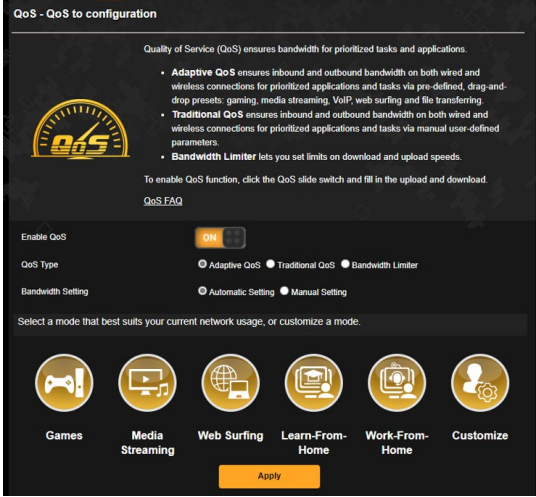 QoS - QoS to configuration
Quality of Service (QoS) ensures bandwidth for prioritized tasks and applications.
• Adaptive QoS ensures inbound and outbound bandwidth on both wired and
wireless connections for prioritized applications and tasks via pre-defined, drag-and-
drop presets: gaming, media streaming, VoIP, web surfing and file transferring.
• Traditional QoS ensures inbound and outbound bandwidth on both wired and
wireless connections for prioritized applications and tasks via manual user-defined
parameters.
• Bandwidth Limiter lets you set limits on download and upload speeds.
QoS
To enable QoS function, click the QoS slide switch and fill in the upload and download.
QoS FAQ
Enable QoS ON
QoS Type Adaptive QoS Traditional QoS Bandwidth Limiter
Bandwidth Setting Automatic Setting Manual Setting
Select a mode that best suits your current network usage, or customize a mode.
Games Media Web Surfing Learn-From- Work-From- Customize
Streaming Home Home
Apply